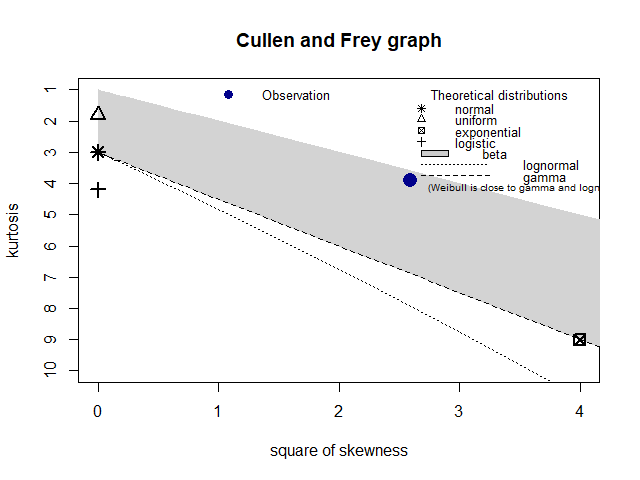 Cullen and Frey graph
Observation
Theoretical distributions
normal
uniform
exponential
logistic
beta
lognormal
gamma
(Weibull is close to gamma and logn
kurtosis
1
2
3
4
5
6
7
8
9
10
0 1 2 3 4
square of skewness